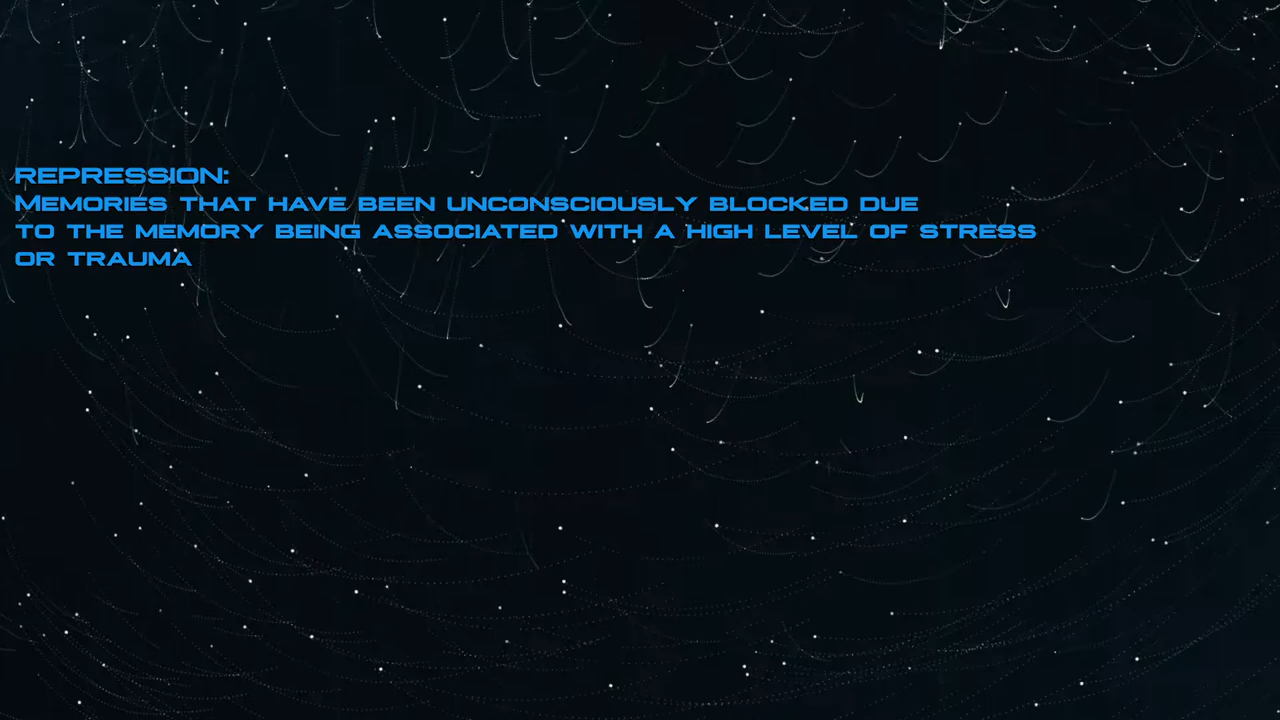 REPRESSION:
MEMORIES THAT HAVE BEEN UNCONSCIOUSLY BLOCKED DUE
TO THE MEMORY BEING ASSOCIATED WITH A HIGH LEVEL OF STRESS
OR TRAUMA